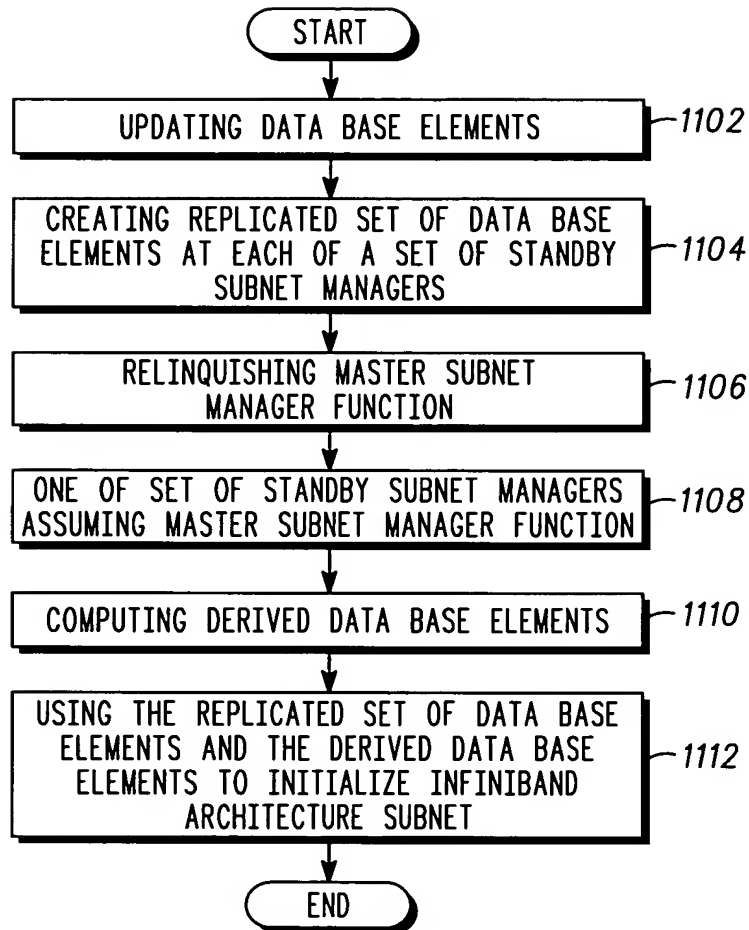 START
UPDATING DATA BASE ELEMENTS
1102
CREATING REPLICATED SET OF DATA BASE
ELEMENTS AT EACH OF A SET OF STANDBY
SUBNET MANAGERS
1104
RELINQUISHING MASTER SUBNET
MANAGER FUNCTION
1106
ONE OF SET OF STANDBY SUBNET MANAGERS
ASSUMING MASTER SUBNET MANAGER FUNCTION
1108
COMPUTING DERIVED DATA BASE ELEMENTS
1110
USING THE REPLICATED SET OF DATA BASE
ELEMENTS AND THE DERIVED DATA BASE
ELEMENTS TO INITIALIZE INFINIBAND
ARCHITECTURE SUBNET
1112
END